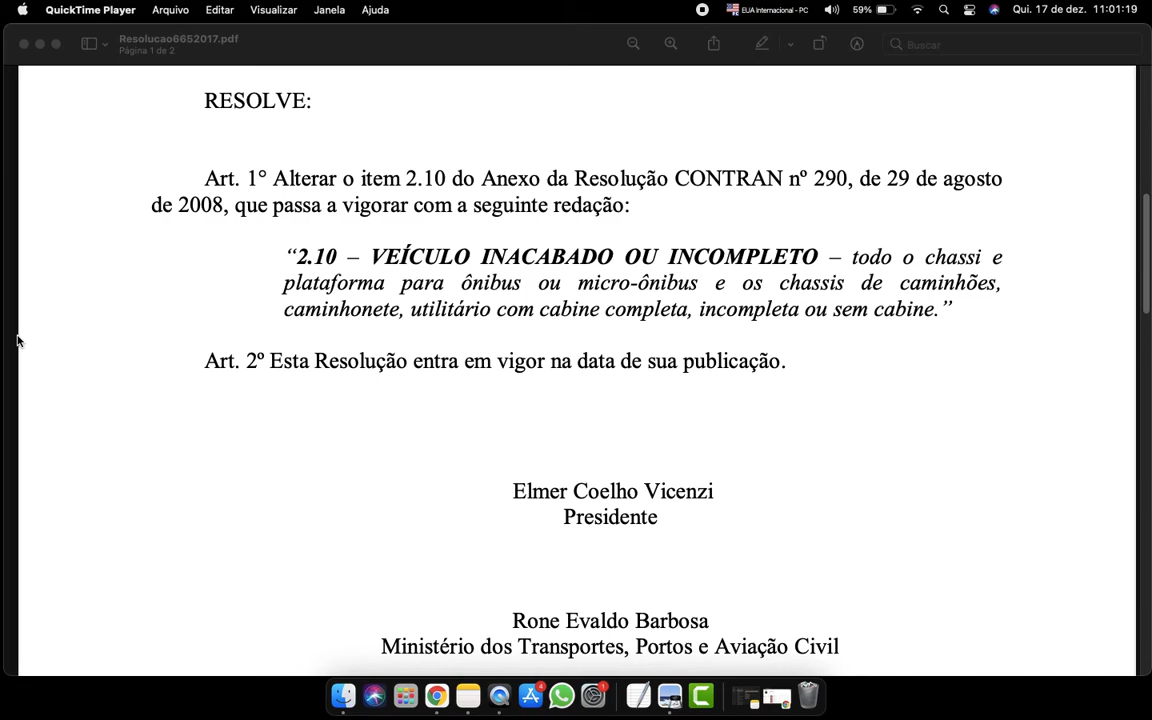 QuickTime Player Arquivo Editar Visualizar Janela Ajuda EUA Internacional - PC 59% Qui. 17 de dez. 11:01:19
Resolucao6652017.pdf
Página 1 de 2
Buscar
RESOLVE:
Art. 1° Alterar o item 2.10 do Anexo da Resolução CONTRAN nº 290, de 29 de agosto
de 2008, que passa a vigorar com a seguinte redação:
“2.10 – VEÍCULO INACABADO OU INCOMPLETO – todo o chassi e
plataforma para ônibus ou micro-ônibus e os chassis de caminhões,
caminhonete, utilitário com cabine completa, incompleta ou sem cabine.”
Art. 2º Esta Resolução entra em vigor na data de sua publicação.
Elmer Coelho Vicenzi
Presidente
Rone Evaldo Barbosa
Ministério dos Transportes, Portos e Aviação Civil
4
1